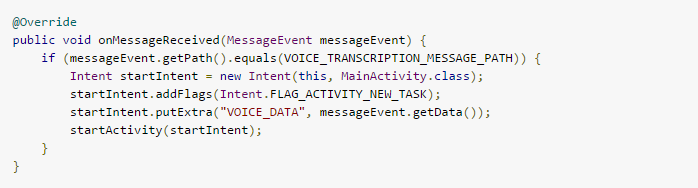 @Override
public void onMessageReceived(MessageEvent messageEvent) {
    if (messageEvent.getPath().equals(VOICE_TRANSCRIPTION_MESSAGE_PATH)) {
        Intent startIntent = new Intent(this, MainActivity.class);
        startIntent.addFlags(Intent.FLAG_ACTIVITY_NEW_TASK);
        startIntent.putExtra("VOICE_DATA", messageEvent.getData());
        startActivity(startIntent);
    }
}